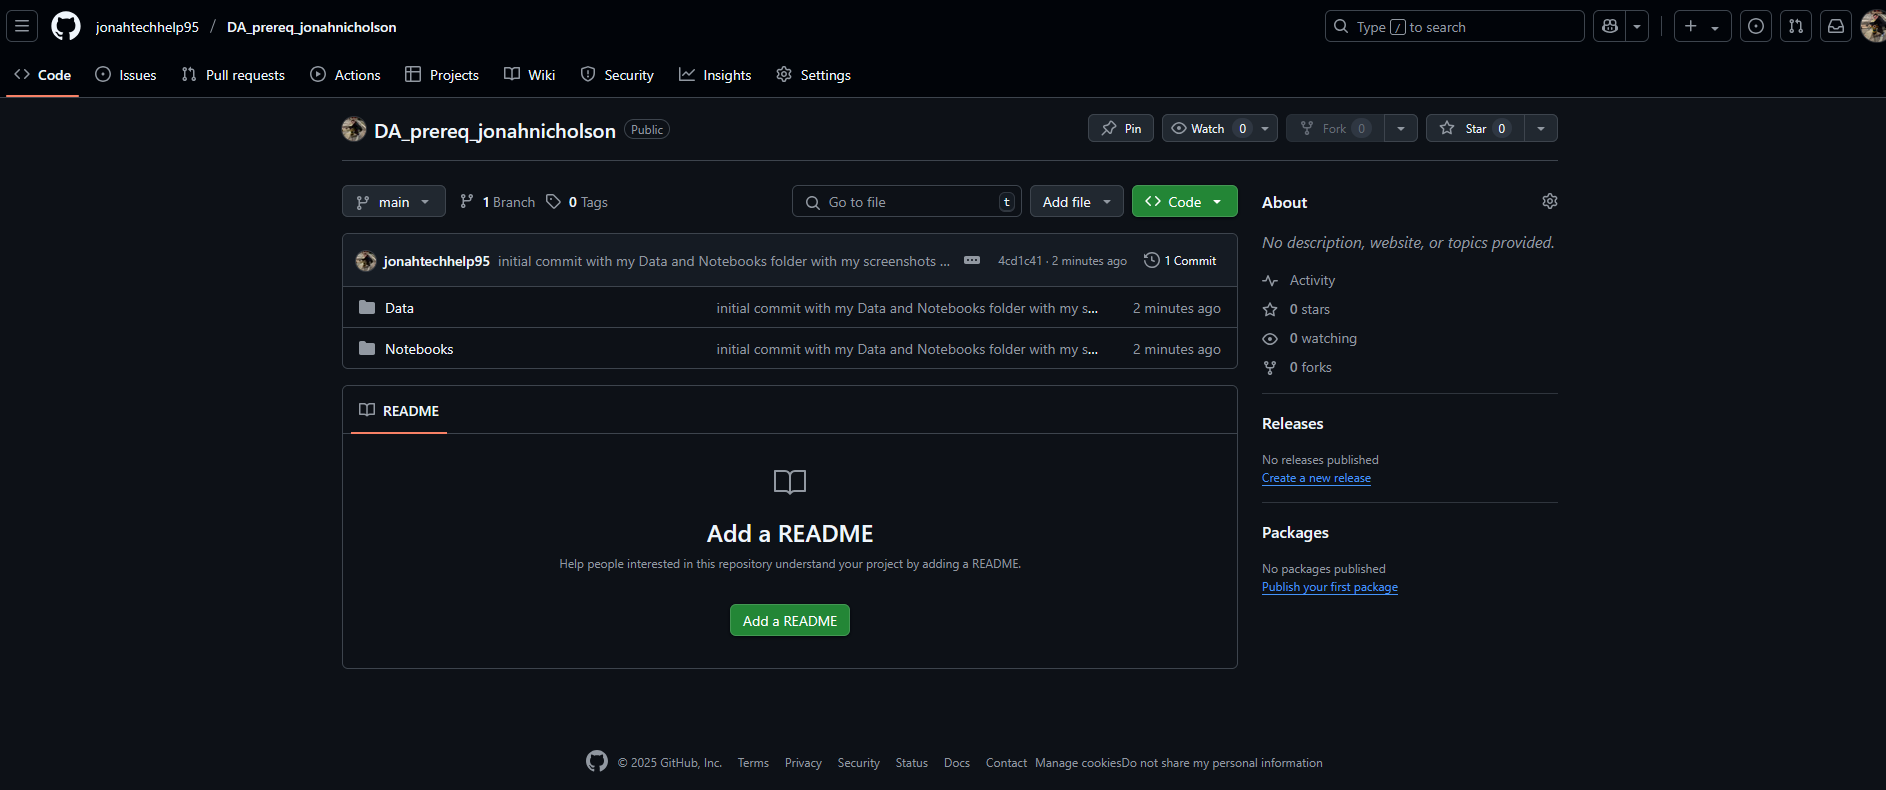 jonahtechhelp95 / DA_prereq_jonahnicholson
Type / to search
Code Issues Pull requests Actions Projects Wiki Security Insights Settings
DA_prereq_jonahnicholson Public
Pin Watch 0 Fork 0 Star 0
main 1 Branch 0 Tags
Go to file t Add file Code
jonahtechhelp95 initial commit with my Data and Notebooks folder with my screenshots ... 4cd1c41 · 2 minutes ago 1 Commit
Data initial commit with my Data and Notebooks folder with my s... 2 minutes ago
Notebooks initial commit with my Data and Notebooks folder with my s... 2 minutes ago
README
Add a README
Help people interested in this repository understand your project by adding a README.
Add a README
About
No description, website, or topics provided.
Activity
0 stars
0 watching
0 forks
Releases
No releases published
Create a new release
Packages
No packages published
Publish your first package
© 2025 GitHub, Inc. Terms Privacy Security Status Docs Contact Manage cookies Do not share my personal information